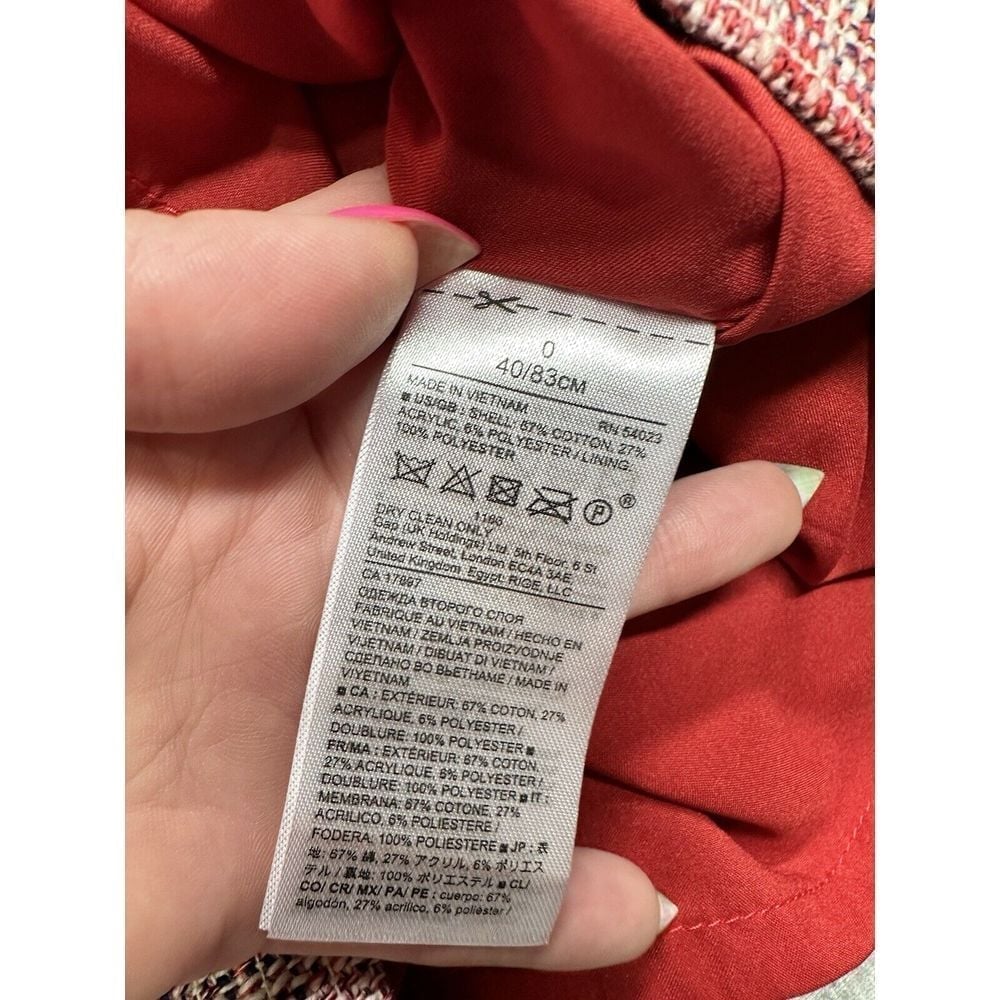 0
40/83CM
MADE IN VIETNAM RN 54023
■ US/GB : SHELL: 67% COTTON, 27%
ACRYLIC, 6% POLYESTER / LINING:
100% POLYESTER
P ®
1160
DRY CLEAN ONLY
Gap (UK Holdings) Ltd. 5th Floor, 6 St
Andrew Street, London EC4A 3AE
United Kingdom Egypt: RIGE, LLC
CA 17897
ОДЕЖДА ВТОРОГО СЛОЯ
FABRIQUE AU VIETNAM / HECHO EN
VIETNAM / ZEMLJA PROIZVODNJE
VIJETNAM / DIBUAT DI VIETNAM /
СДЕЛАНО ВО ВЬЕТНАМЕ / MADE IN
VIYETNAM
■ CA : EXTÉRIEUR: 67% COTON, 27%
ACRYLIQUE, 6% POLYESTER /
DOUBLURE: 100% POLYESTER ■
FR/MA : EXTÉRIEUR: 67% COTON,
27% ACRYLIQUE, 6% POLYESTER /
DOUBLURE: 100% POLYESTER ■ IT :
MEMBRANA: 67% COTONE, 27%
ACRILICO, 6% POLIESTERE /
FODERA, 100% POLIESTERE ■ JP : 表
地: 67% 綿, 27% アクリル, 6% ポリエス
テル / 裏地: 100% ポリエステル ■ CL/
CO/ CR/ MX/ PA/ PE : cuerpo: 67%
algodón, 27% acrílico, 6% poliéster /